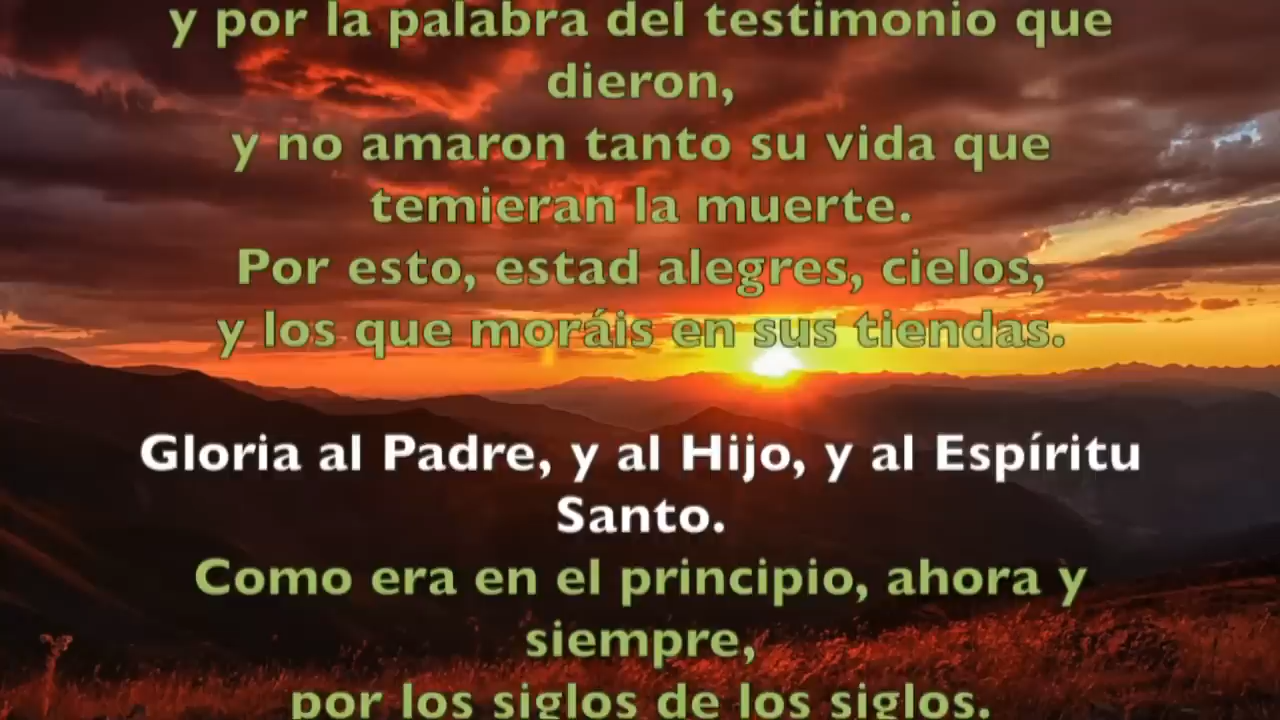 y por la palabra del testimonio que
dieron,
y no amaron tanto su vida que
temieran la muerte.
Por esto, estad alegres, cielos,
y los que moráis en sus tiendas.
Gloria al Padre, y al Hijo, y al Espíritu
Santo.
Como era en el principio, ahora y
siempre,
por los siglos de los siglos.